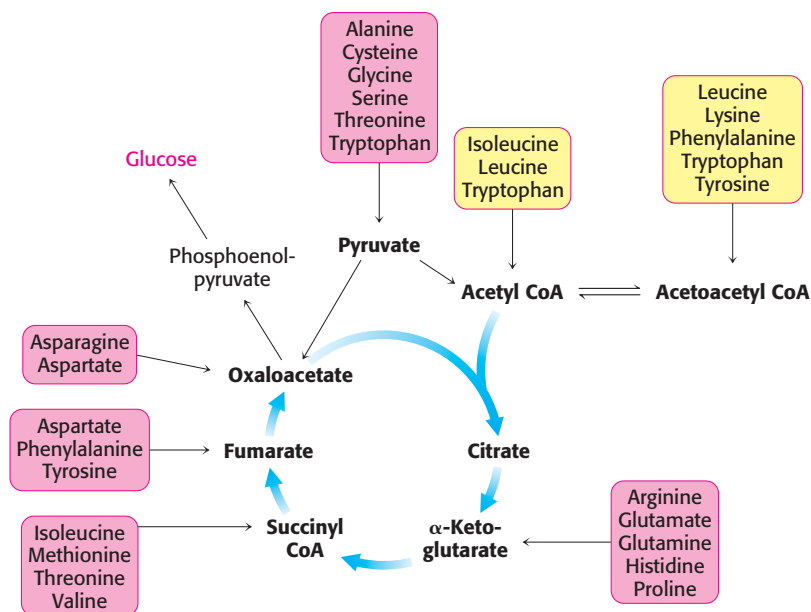 Alanine
Cysteine
Glycine
Serine
Threonine
Tryptophan
Isoleucine
Leucine
Tryptophan
Leucine
Lysine
Phenylalanine
Tryptophan
Tyrosine
Glucose
Phosphoenol-
pyruvate
Pyruvate
Acetyl CoA
Acetoacetyl CoA
Asparagine
Aspartate
Oxaloacetate
Aspartate
Phenylalanine
Tyrosine
Fumarate
Citrate
Isoleucine
Methionine
Threonine
Valine
Succinyl
CoA
α-Keto-
glutarate
Arginine
Glutamate
Glutamine
Histidine
Proline